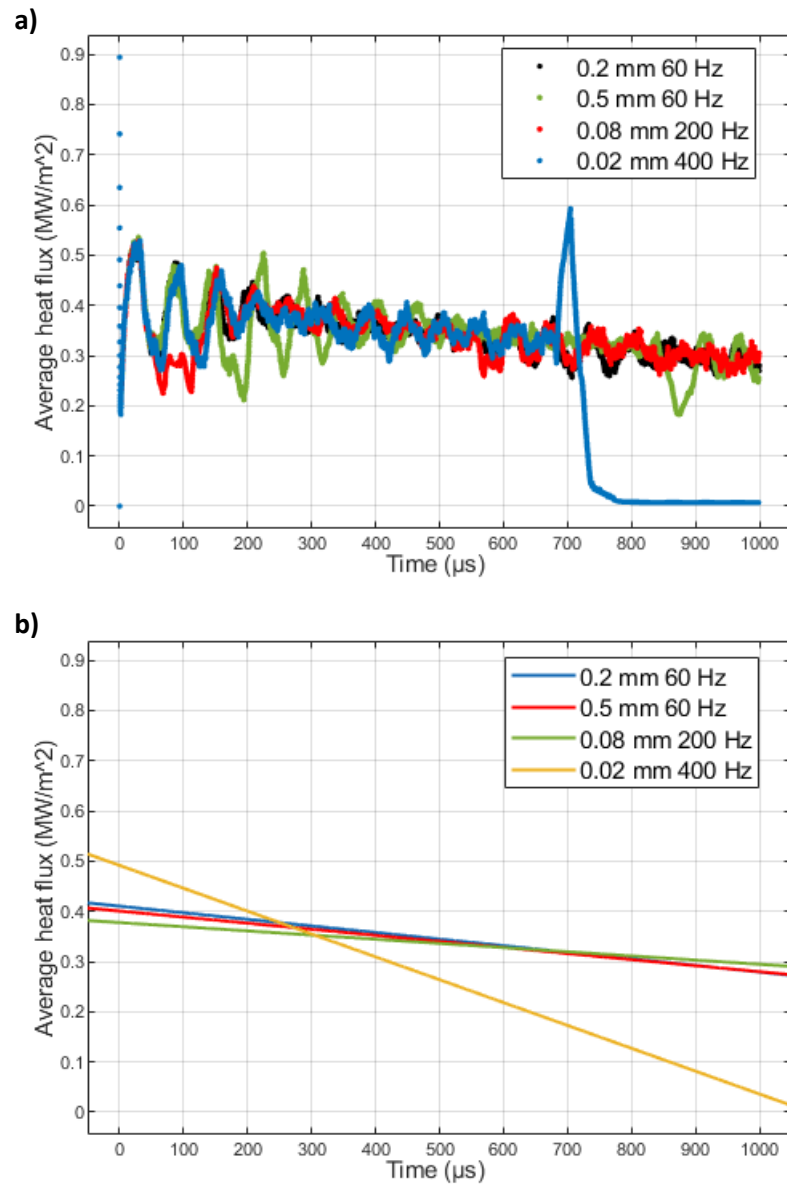 a)
0.9
0.8
0.7
0.6
0.5
0.4
0.3
0.2
0.1
0
Average heat flux (MW/m^2)
0.2 mm 60 Hz
0.5 mm 60 Hz
0.08 mm 200 Hz
0.02 mm 400 Hz
0 100 200 300 400 500 600 700 800 900 1000
Time (µs)
b)
0.9
0.8
0.7
0.6
0.5
0.4
0.3
0.2
0.1
0
Average heat flux (MW/m^2)
0.2 mm 60 Hz
0.5 mm 60 Hz
0.08 mm 200 Hz
0.02 mm 400 Hz
0 100 200 300 400 500 600 700 800 900 1000
Time (µs)